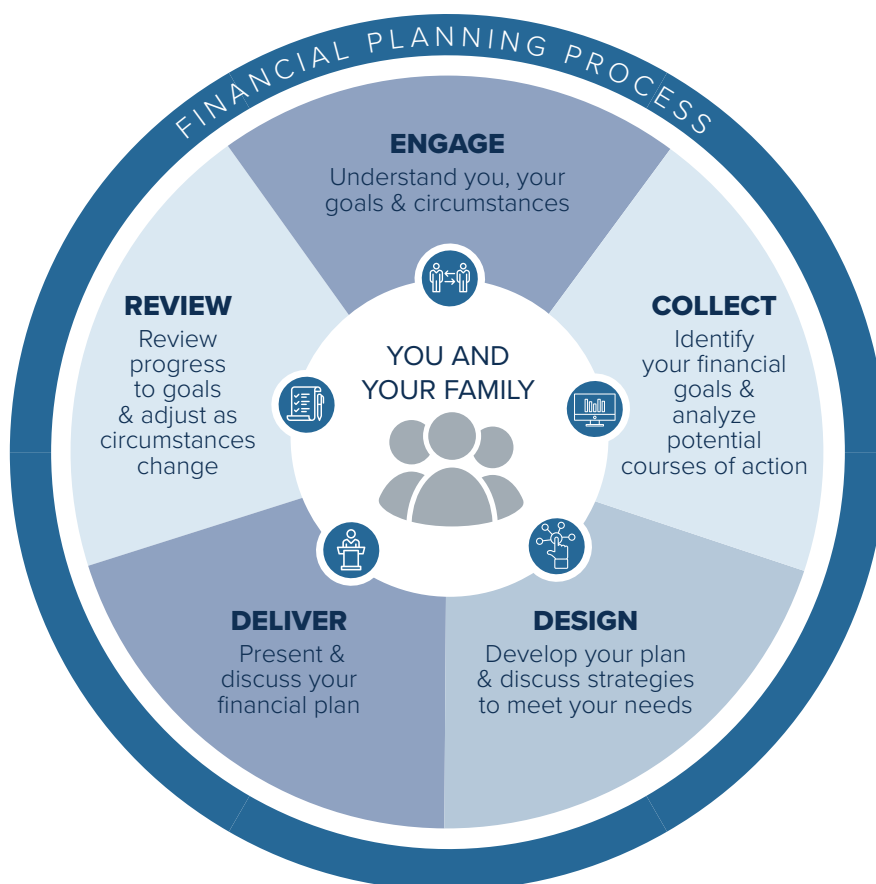 FINANCIAL PLANNING PROCESS
ENGAGE
Understand you, your
goals & circumstances
COLLECT
Identify
your financial
goals &
analyze
potential
courses of action
DESIGN
Develop your plan
& discuss strategies
to meet your needs
DELIVER
Present &
discuss your
financial plan
REVIEW
Review
progress
to goals
& adjust as
circumstances
change
YOU AND
YOUR FAMILY